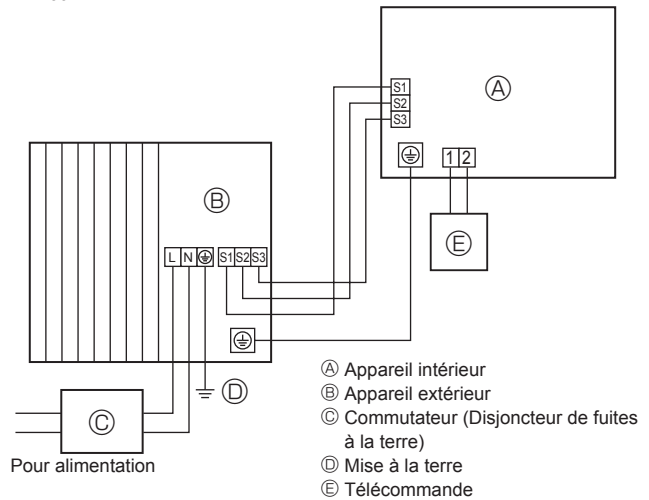 S1
S2
S3
Ⓐ
1 2
Ⓑ
Ⓔ
L N S1 S2 S3
Ⓓ
Ⓒ
Pour alimentation
Ⓐ Appareil intérieur
Ⓑ Appareil extérieur
Ⓒ Commutateur (Disjoncteur de fuites
à la terre)
Ⓓ Mise à la terre
Ⓔ Télécommande